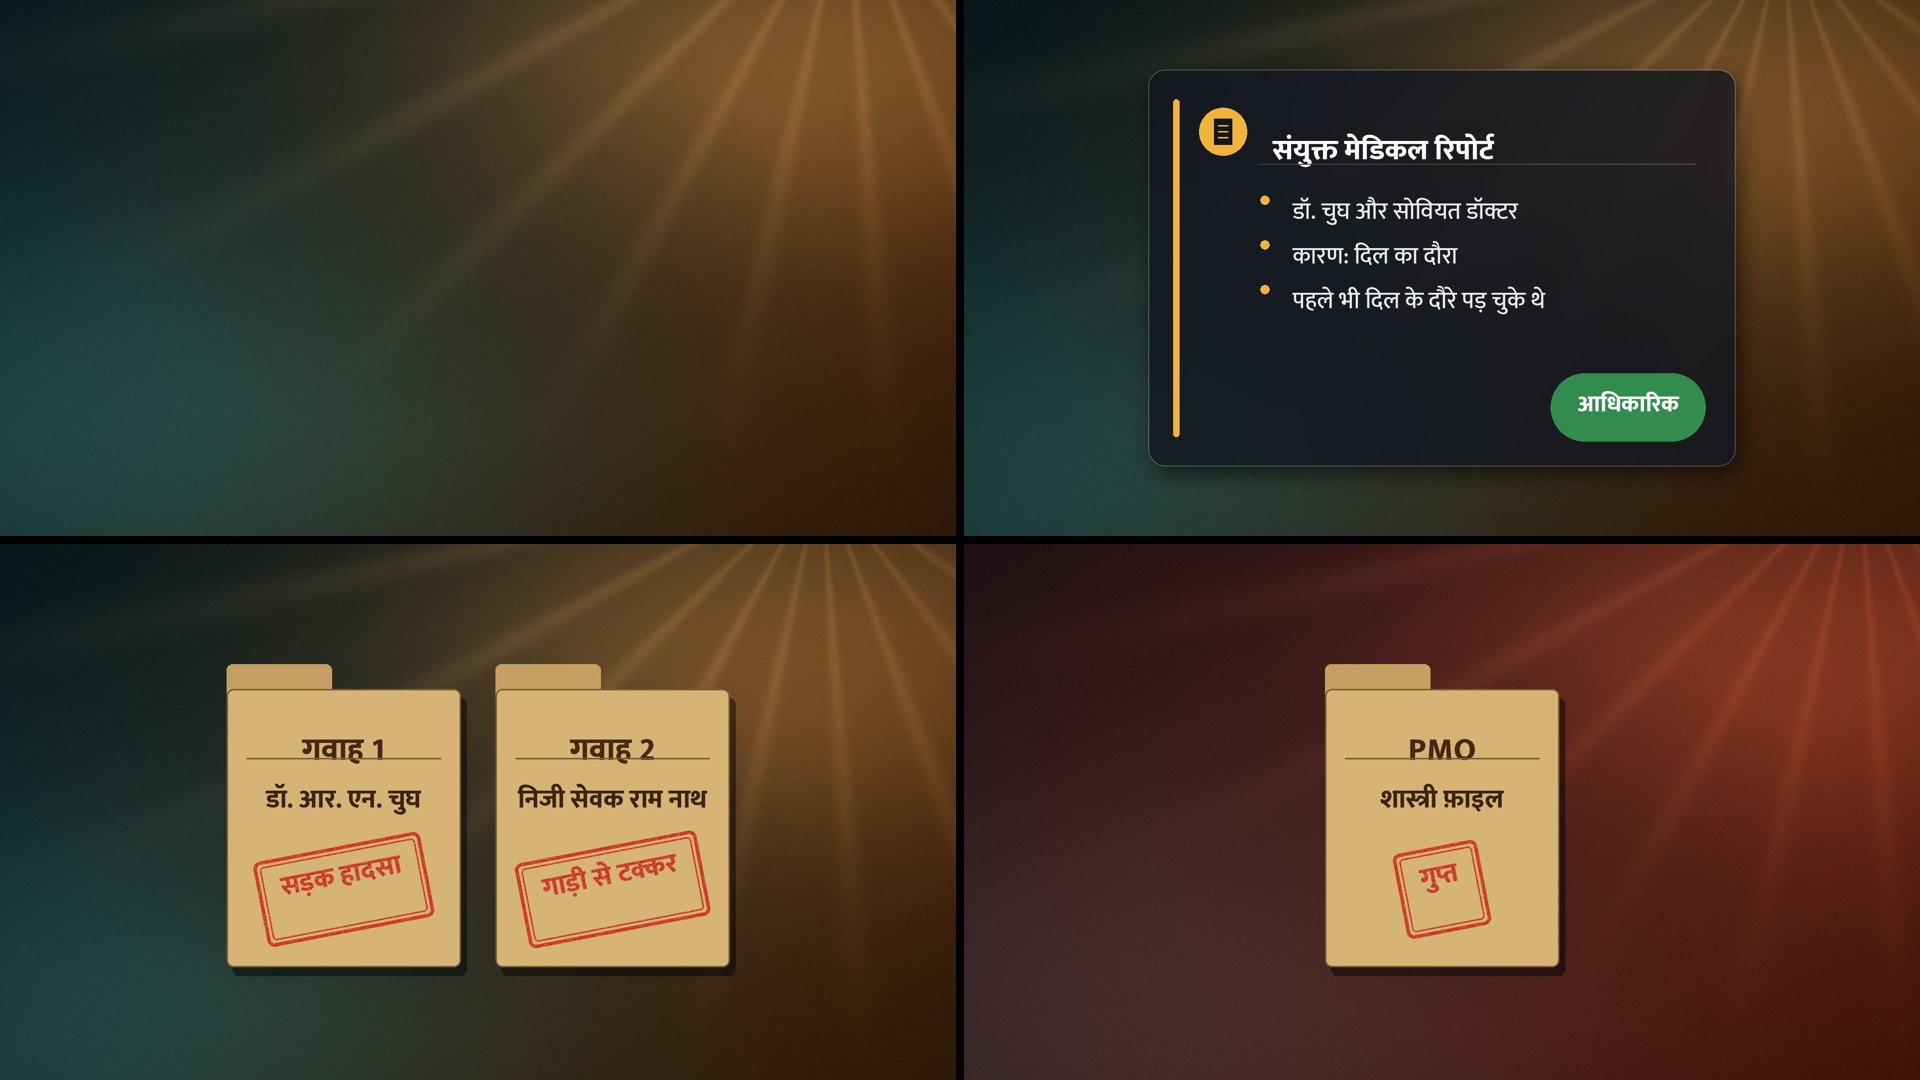 संयुक्त मेडिकल रिपोर्ट
डॉ. चुघ और सोवियत डॉक्टर
कारण: दिल का दौरा
पहले भी दिल के दौरे पड़ चुके थे
आधिकारिक
गवाह 1
डॉ. आर. एन. चुघ
सड़क हादसा
गवाह 2
निजी सेवक राम नाथ
गाड़ी से टक्कर
PMO
शास्त्री फ़ाइल
गुप्त